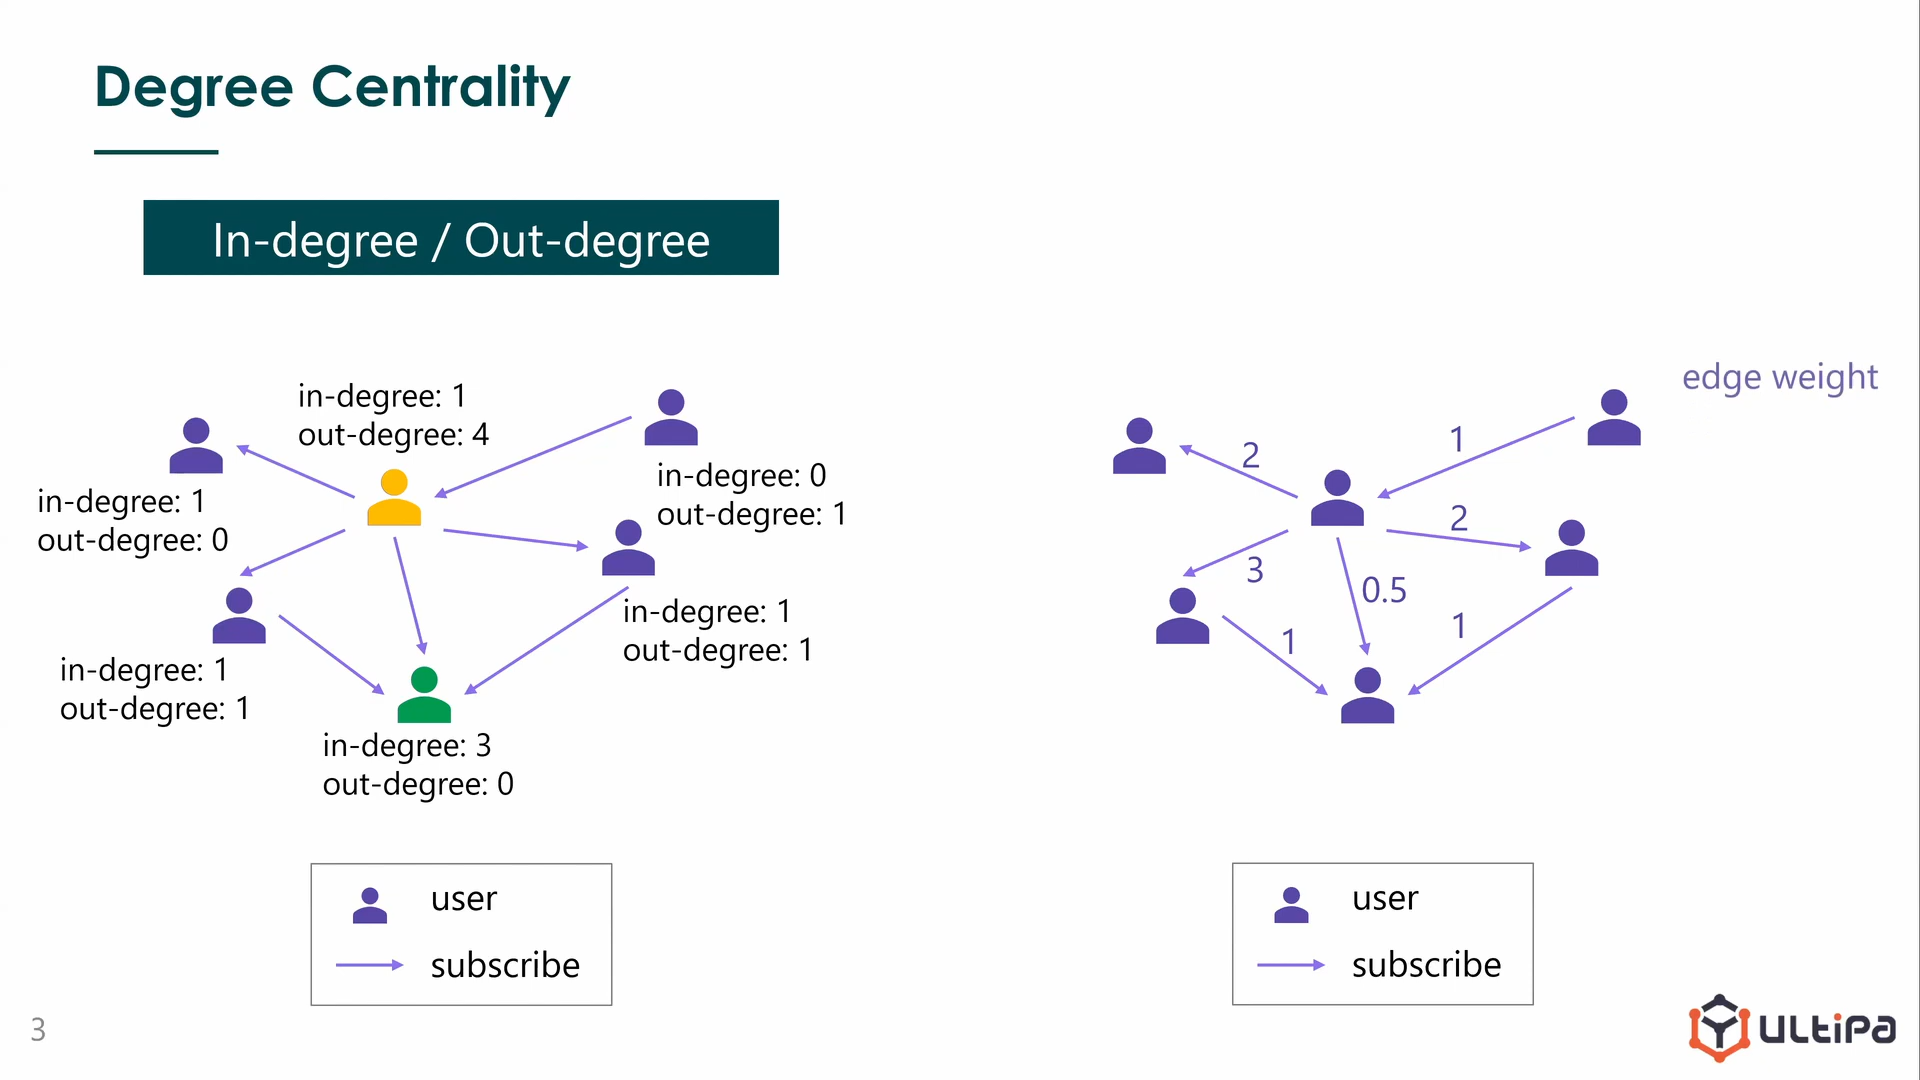 Degree Centrality
In-degree / Out-degree
in-degree: 1
out-degree: 4
in-degree: 0
out-degree: 1
in-degree: 1
out-degree: 0
in-degree: 1
out-degree: 1
in-degree: 1
out-degree: 1
in-degree: 3
out-degree: 0
user
subscribe
edge weight
2
1
2
3
0.5
1
1
user
subscribe
3
ULTiPa